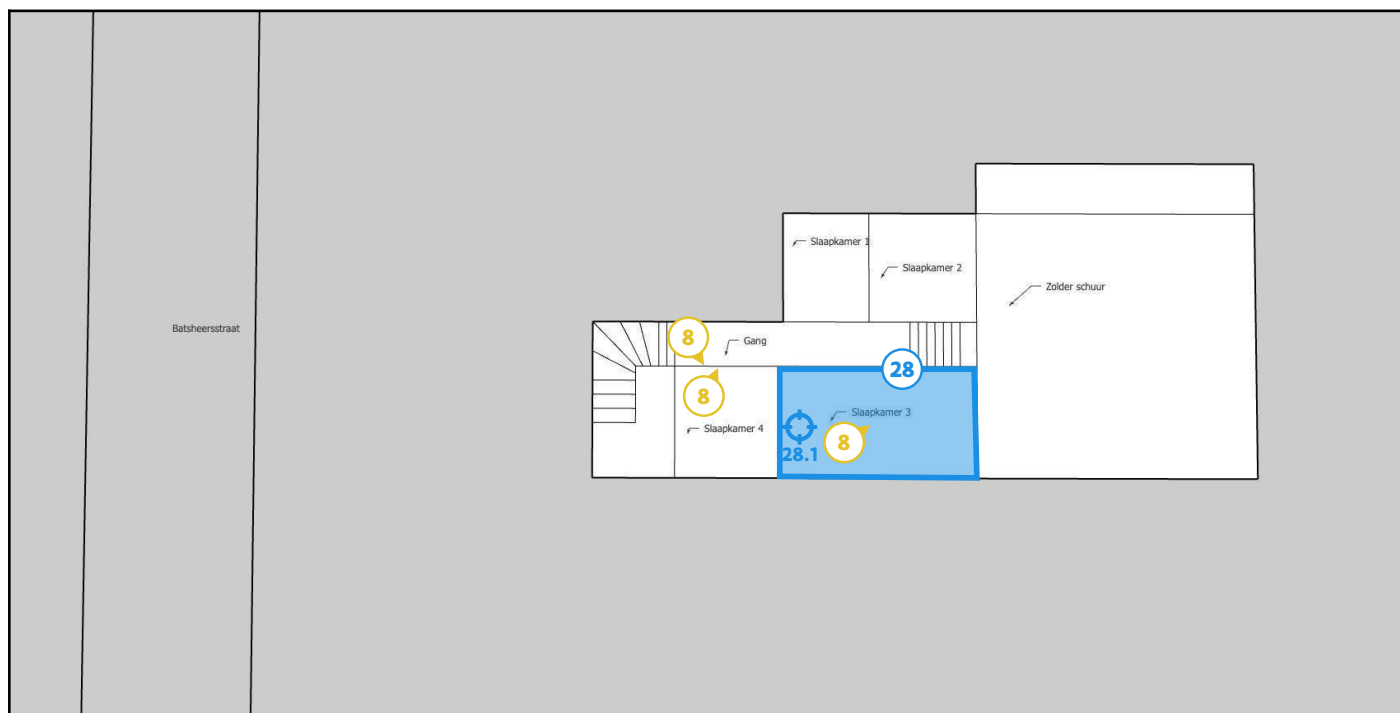 Slaapkamer 1
Slaapkamer 2
Zolder schuur
Batsheersstraat
8
Gang
28
8
Slaapkamer 3
Slaapkamer 4
8
28.1